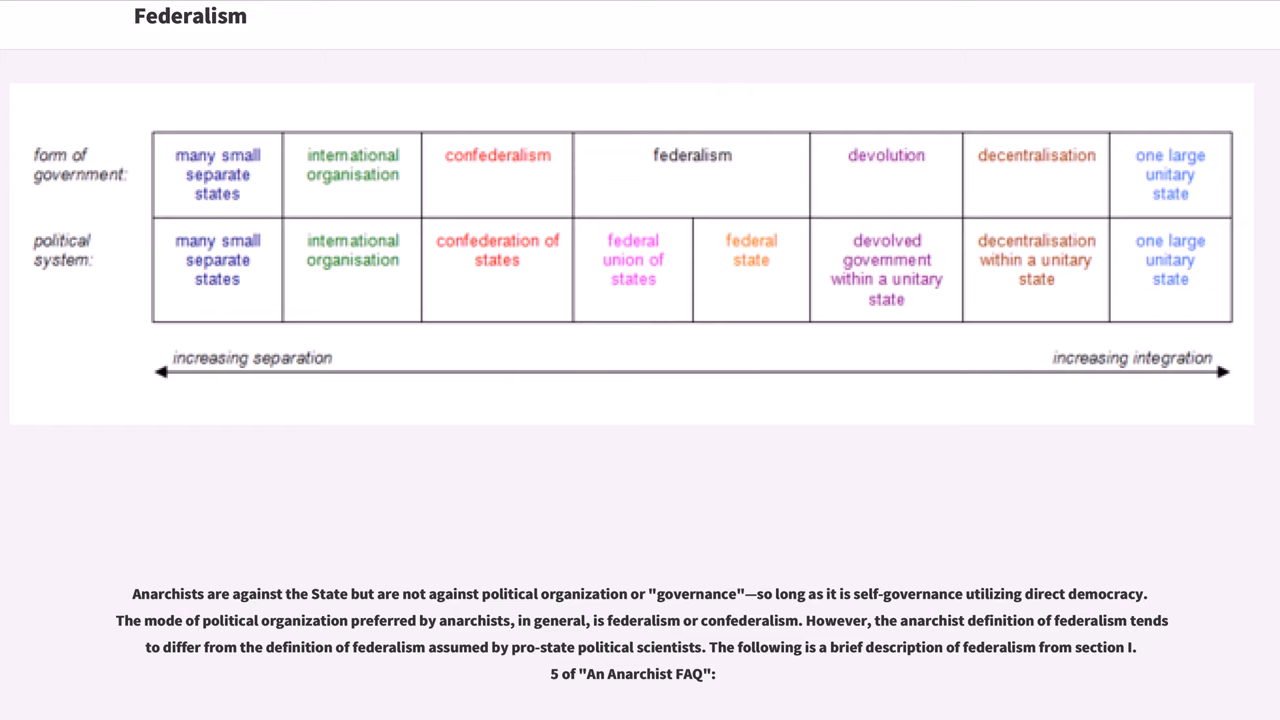 Federalism
form of government:
many small separate states
international organisation
confederalism
federalism
devolution
decentralisation
one large unitary state
political system:
many small separate states
international organisation
confederation of states
federal union of states
federal state
devolved government within a unitary state
decentralisation within a unitary state
one large unitary state
increasing separation
increasing integration
Anarchists are against the State but are not against political organization or "governance"—so long as it is self-governance utilizing direct democracy.
The mode of political organization preferred by anarchists, in general, is federalism or confederalism. However, the anarchist definition of federalism tends
to differ from the definition of federalism assumed by pro-state political scientists. The following is a brief description of federalism from section I.
5 of "An Anarchist FAQ":